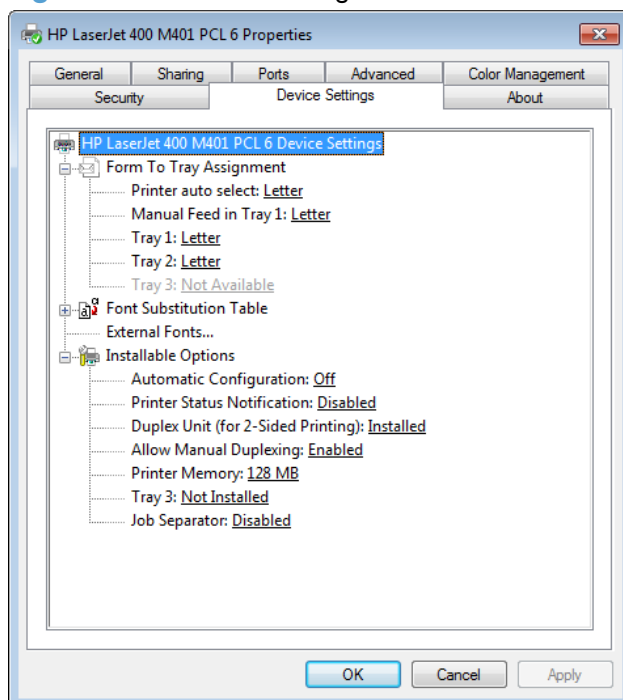 HP LaserJet 400 M401 PCL 6 Properties
General Sharing Ports Advanced Color Management
Security Device Settings About
HP LaserJet 400 M401 PCL 6 Device Settings
Form To Tray Assignment
Printer auto select: Letter
Manual Feed in Tray 1: Letter
Tray 1: Letter
Tray 2: Letter
Tray 3: Not Available
Font Substitution Table
External Fonts...
Installable Options
Automatic Configuration: Off
Printer Status Notification: Disabled
Duplex Unit (for 2-Sided Printing): Installed
Allow Manual Duplexing: Enabled
Printer Memory: 128 MB
Tray 3: Not Installed
Job Separator: Disabled
OK Cancel Apply